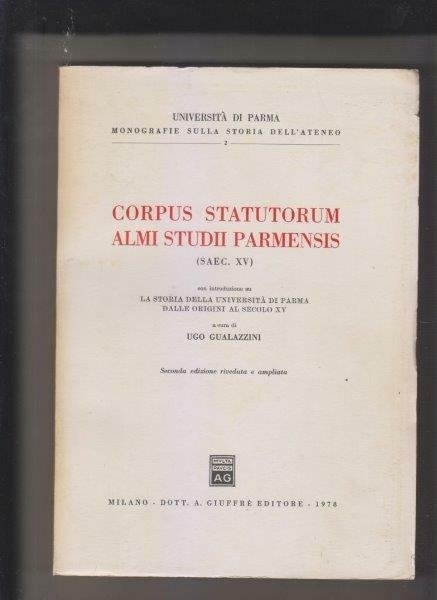 UNIVERSITÀ DI PARMA
MONOGRAFIE SULLA STORIA DELL'ATENEO
2
CORPUS STATUTORUM
ALMI STUDII PARMENSIS
(SAEC. XV)
con introduzione su
LA STORIA DELLA UNIVERSITÀ DI PARMA
DALLE ORIGINI AL SECOLO XV
a cura di
UGO GUALAZZINI
Seconda edizione riveduta e ampliata
MVLTA
PAVCIS
AG
MILANO - DOTT. A. GIUFFRÈ EDITORE - 1978